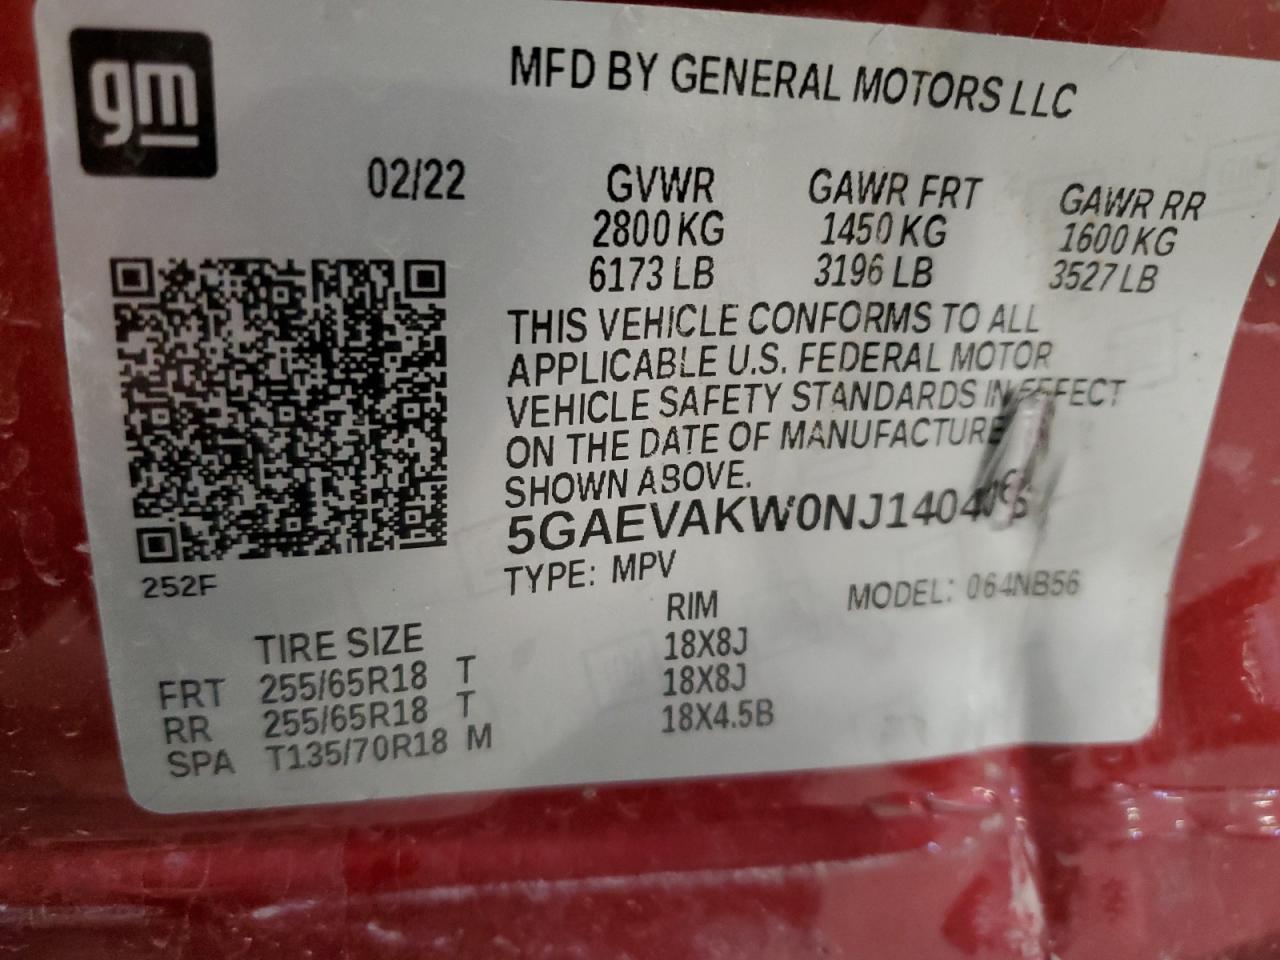 gm
MFD BY GENERAL MOTORS LLC
02/22
GVWR GAWR FRT GAWR RR
2800 KG 1450 KG 1600 KG
6173 LB 3196 LB 3527 LB
THIS VEHICLE CONFORMS TO ALL
APPLICABLE U.S. FEDERAL MOTOR
VEHICLE SAFETY STANDARDS IN EFFECT
ON THE DATE OF MANUFACTURE
SHOWN ABOVE.
TYPE: MPV MODEL: 064NB56
252F
TIRE SIZE RIM
FRT 255/65R18 T 18X8J
RR 255/65R18 T 18X8J
SPA T135/70R18 M 18X4.5B